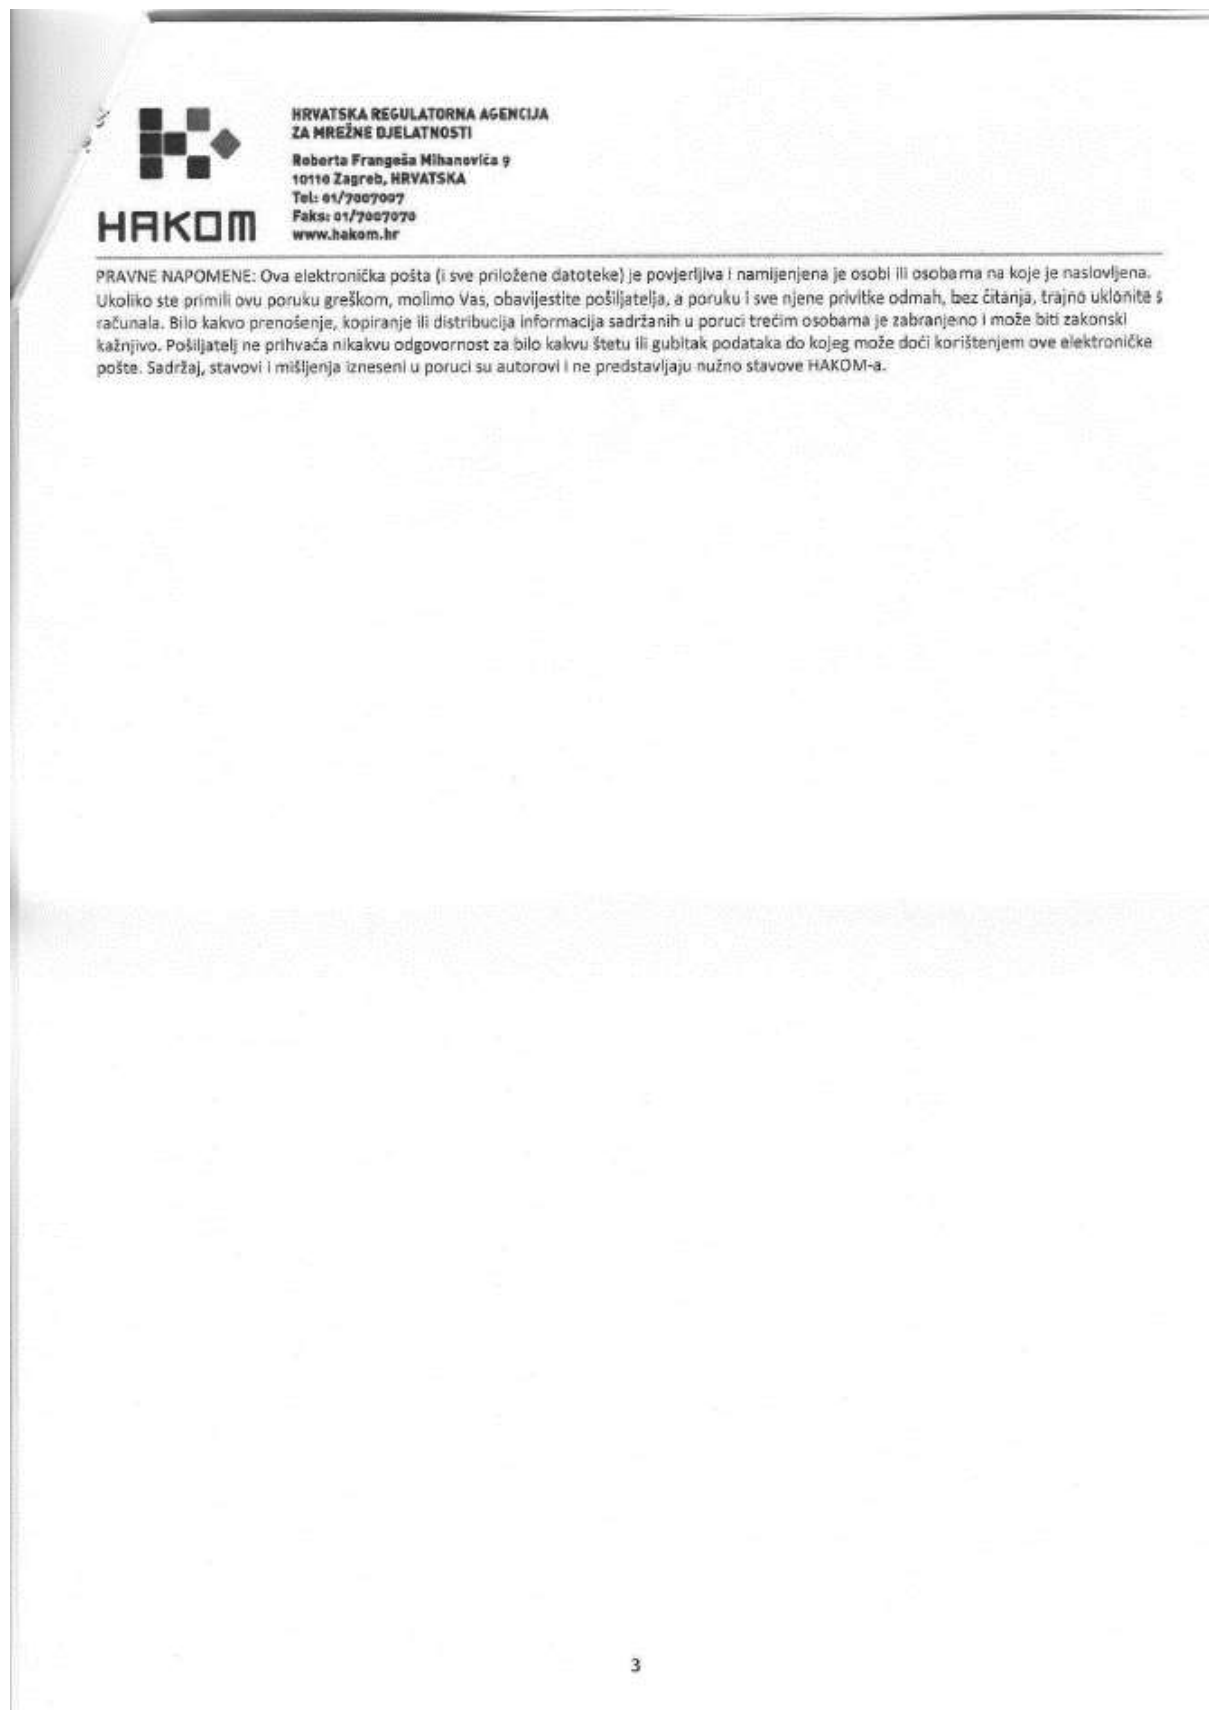 HAKOM
HRVATSKA REGULATORNA AGENCIJA
ZA MREŽNE DJELATNOSTI
Roberta Frangeša Mihanovića 9
10110 Zagreb, HRVATSKA
Tel: 01/7007007
Faks: 01/7007070
www.hakom.hr
PRAVNE NAPOMENE: Ova elektronička pošta (i sve priložene datoteke) je povjerljiva i namijenjena je osobi ili osobama na koje je naslovljena.
Ukoliko ste primili ovu poruku greškom, molimo Vas, obavijestite pošiljatelja, a poruku i sve njene privitke odmah, bez čitanja, trajno uklonite s
računala. Bilo kakvo prenošenje, kopiranje ili distribucija informacija sadržanih u poruci trećim osobama je zabranjeno i može biti zakonski
kažnjivo. Pošiljatelj ne prihvaća nikakvu odgovornost za bilo kakvu štetu ili gubitak podataka do kojeg može doći korištenjem ove elektroničke
pošte. Sadržaj, stavovi i mišljenja izneseni u poruci su autorovi i ne predstavljaju nužno stavove HAKOM-a.
3